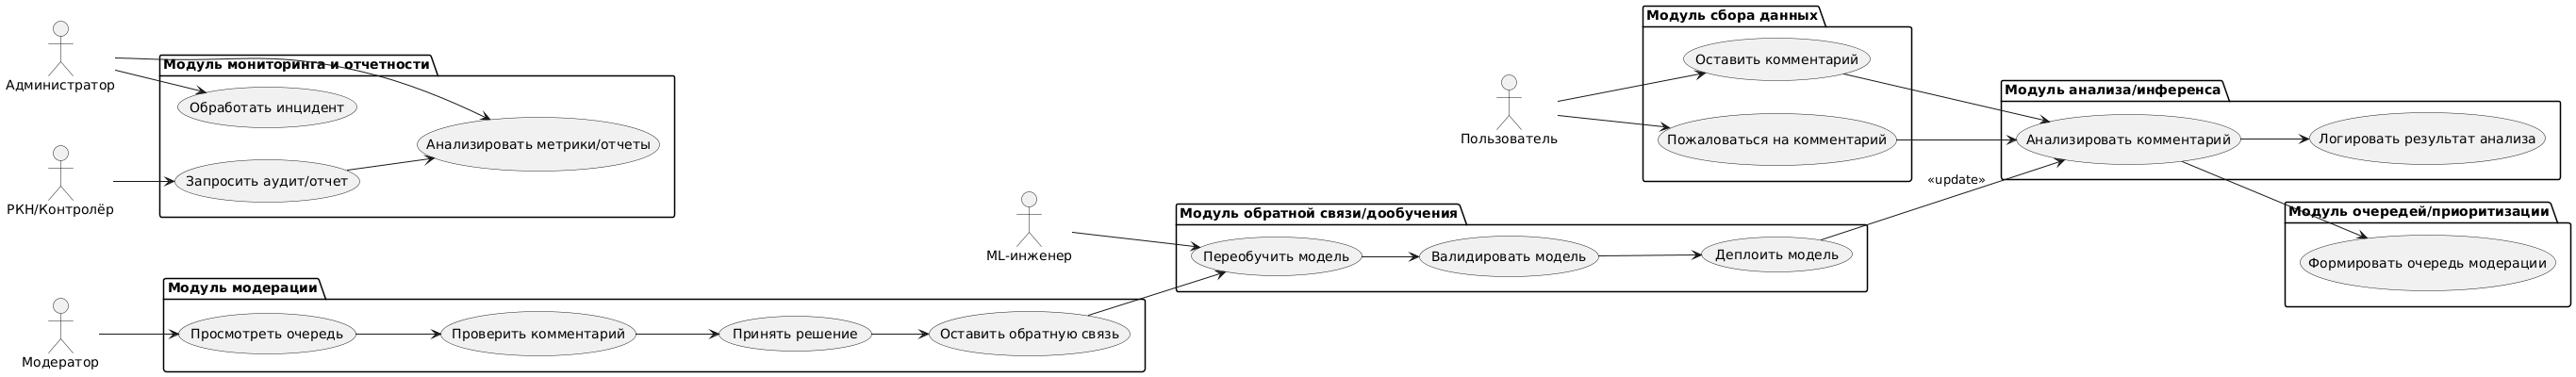 Администратор
РКН/Контролёр
Модератор
Модуль мониторинга и отчетности
Обработать инцидент
Анализировать метрики/отчеты
Запросить аудит/отчет
Модуль модерации
Просмотреть очередь
Проверить комментарий
Принять решение
Оставить обратную связь
ML-инженер
Модуль обратной связи/дообучения
Переобучить модель
Валидировать модель
Деплоить модель
Пользователь
Модуль сбора данных
Оставить комментарий
Пожаловаться на комментарий
«update»
Модуль анализа/инференса
Анализировать комментарий
Логировать результат анализа
Модуль очередей/приоритизации
Формировать очередь модерации